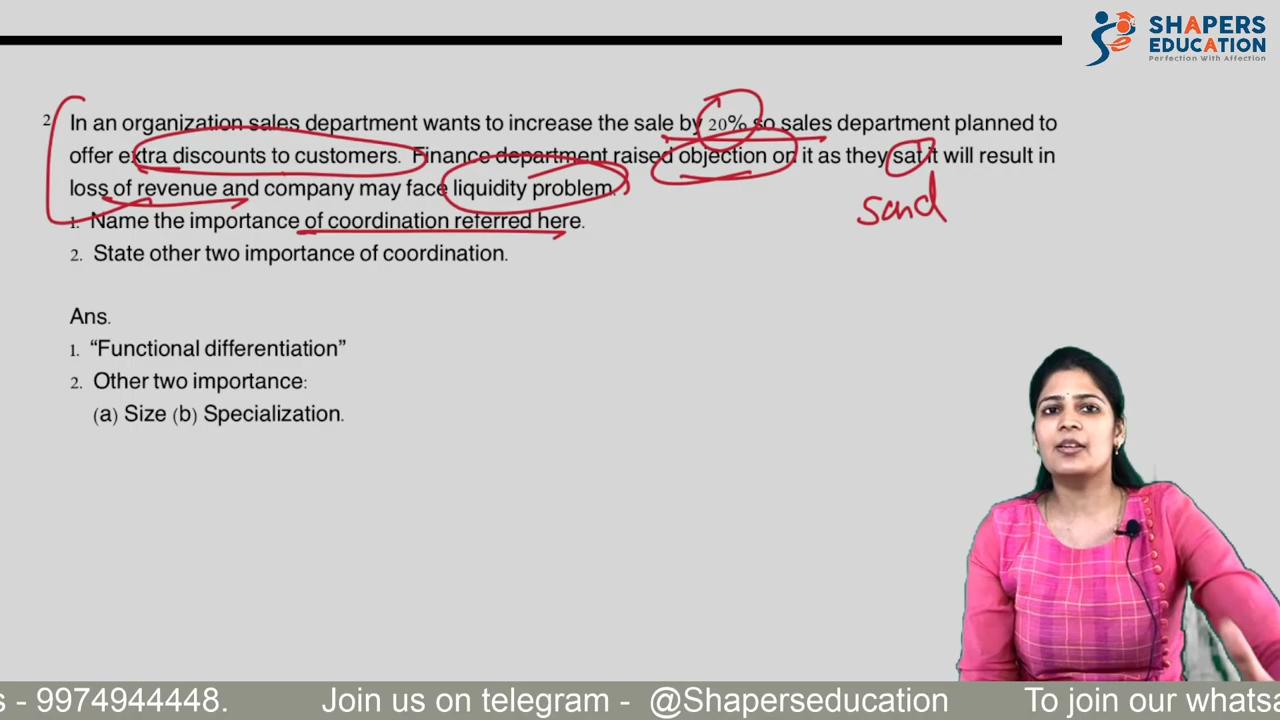 SHAPERS
EDUCATION
Perfection With Affection
2 In an organization sales department wants to increase the sale by 20% so sales department planned to
offer extra discounts to customers. Finance department raised objection on it as they sat it will result in
loss of revenue and company may face liquidity problem.
said
1. Name the importance of coordination referred here.
2. State other two importance of coordination.
Ans.
1. “Functional differentiation”
2. Other two importance:
(a) Size (b) Specialization.
s - 9974944448. Join us on telegram - @Shaperseducation To join our whatsa